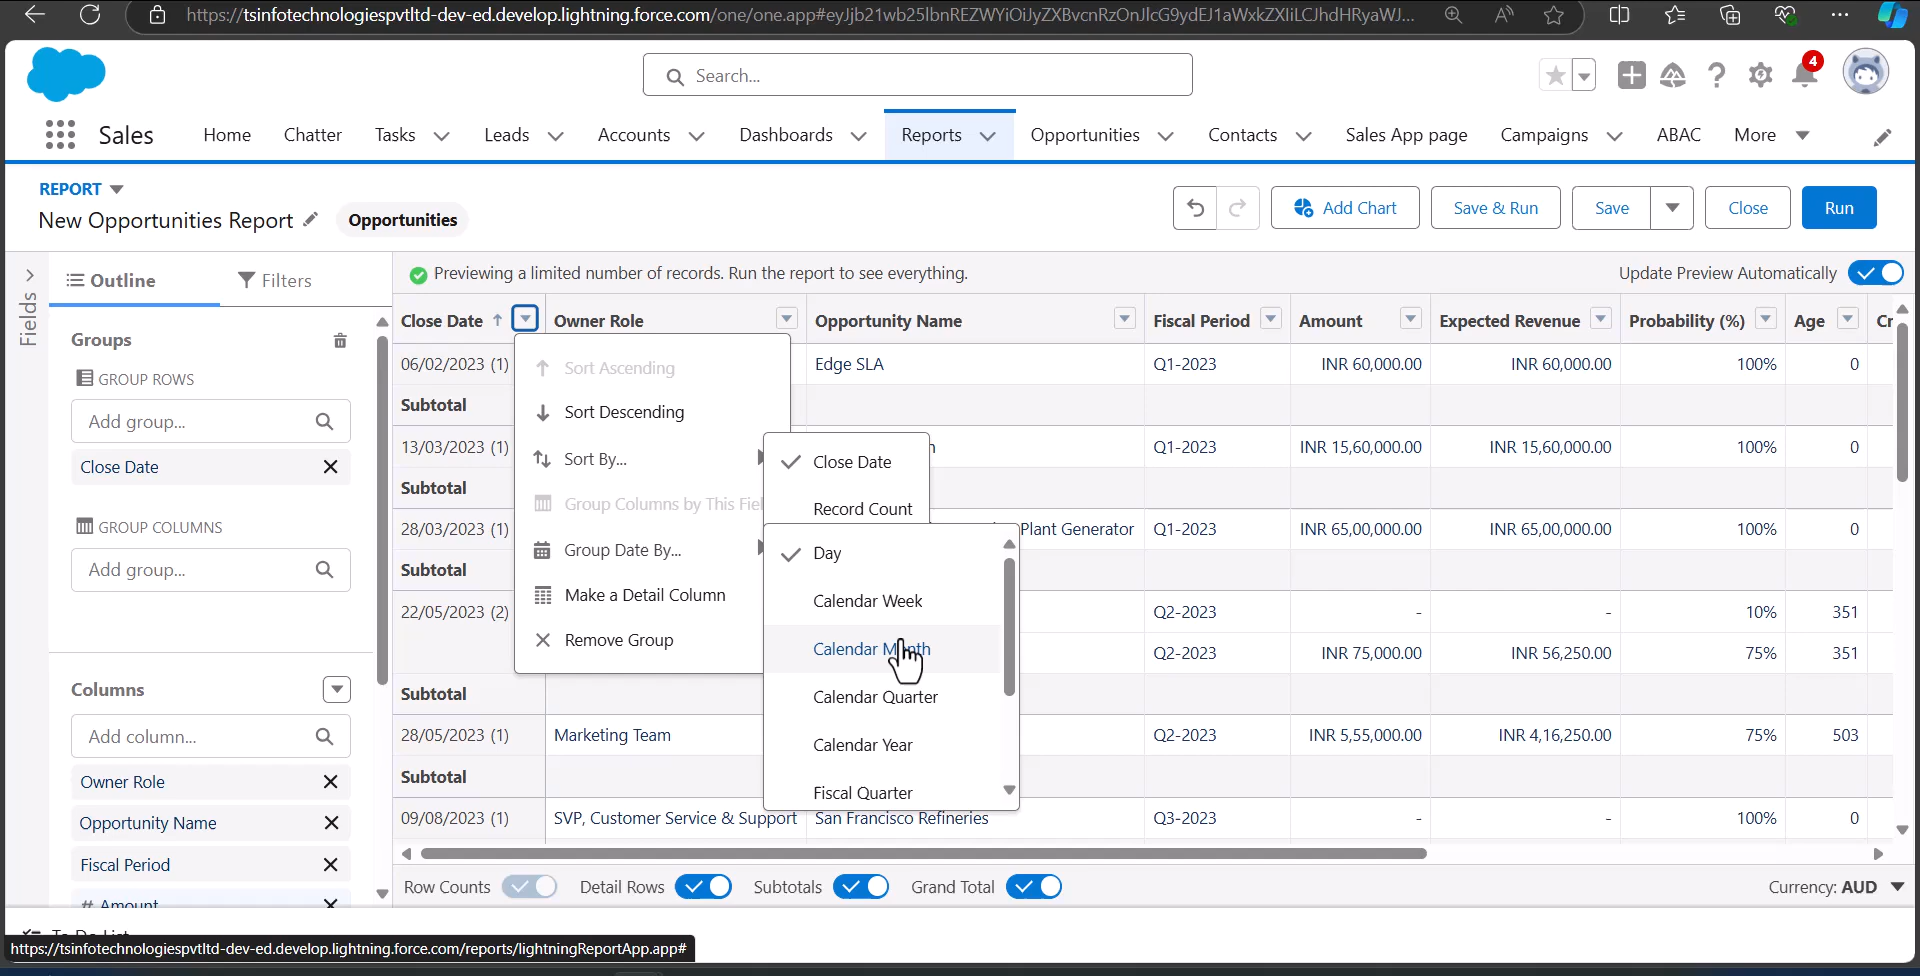 https://tsinfotechnologiespvtltd-dev-ed.develop.lightning.force.com/one/one.app#eyJjb21wb25lbnREZWYiOiJyZXBvcnRzOnJlcG9ydEJ1aWxkZXIiLCJhdHRyaWJ...
Search...
4
Sales
Home
Chatter
Tasks
Leads
Accounts
Dashboards
Reports
Opportunities
Contacts
Sales App page
Campaigns
ABAC
More
REPORT
New Opportunities Report
Opportunities
Add Chart
Save & Run
Save
Close
Run
Fields
Outline
Filters
Previewing a limited number of records. Run the report to see everything.
Update Preview Automatically
Groups
GROUP ROWS
Add group...
Close Date
GROUP COLUMNS
Add group...
Columns
Add column...
Owner Role
Opportunity Name
Fiscal Period
# Amount
Close Date Owner Role Opportunity Name Fiscal Period Amount Expected Revenue Probability (%) Age
06/02/2023 (1) Edge SLA Q1-2023 INR 60,000.00 INR 60,000.00 100% 0
Subtotal
13/03/2023 (1) Q1-2023 INR 15,60,000.00 INR 15,60,000.00 100% 0
Subtotal
28/03/2023 (1) Plant Generator Q1-2023 INR 65,00,000.00 INR 65,00,000.00 100% 0
Subtotal
22/05/2023 (2) Q2-2023 - - 10% 351
Q2-2023 INR 75,000.00 INR 56,250.00 75% 351
Subtotal
28/05/2023 (1) Marketing Team Q2-2023 INR 5,55,000.00 INR 4,16,250.00 75% 503
Subtotal
09/08/2023 (1) SVP, Customer Service & Support San Francisco Refineries Q3-2023 - - 100% 0
Sort Ascending
Sort Descending
Sort By...
Group Columns by This Fiel
Group Date By...
Make a Detail Column
Remove Group
Close Date
Record Count
Day
Calendar Week
Calendar Month
Calendar Quarter
Calendar Year
Fiscal Quarter
Row Counts
Detail Rows
Subtotals
Grand Total
Currency: AUD
To Do List
https://tsinfotechnologiespvtltd-dev-ed.develop.lightning.force.com/reports/lightningReportApp.app#